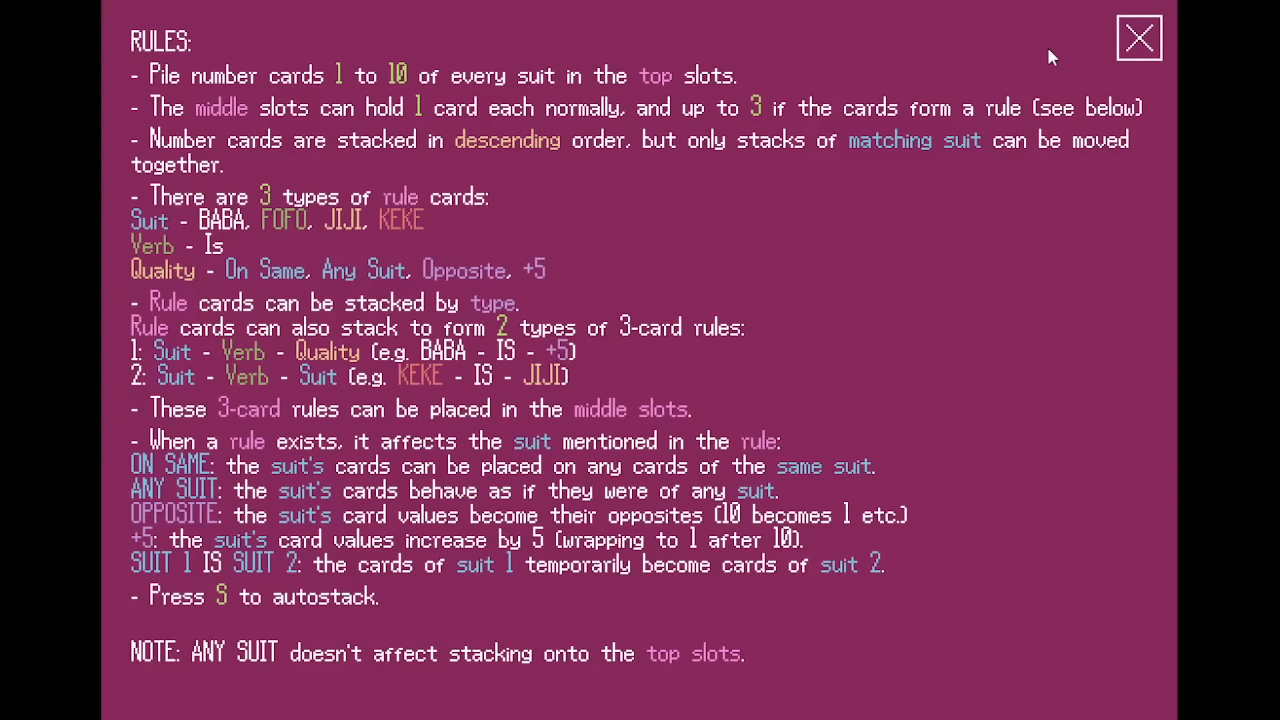 RULES:
- Pile number cards 1 to 10 of every suit in the top slots.
- The middle slots can hold 1 card each normally, and up to 3 if the cards form a rule (see below)
- Number cards are stacked in descending order, but only stacks of matching suit can be moved
together.
- There are 3 types of rule cards:
Suit - BABA, FOFO, JIJI, KEKE
Verb - Is
Quality - On Same, Any Suit, Opposite, +5
- Rule cards can be stacked by type.
Rule cards can also stack to form 2 types of 3-card rules:
1: Suit - Verb - Quality (e.g. BABA - IS - +5)
2: Suit - Verb - Suit (e.g. KEKE - IS - JIJI)
- These 3-card rules can be placed in the middle slots.
- When a rule exists, it affects the suit mentioned in the rule:
ON SAME: the suit's cards can be placed on any cards of the same suit.
ANY SUIT: the suit's cards behave as if they were of any suit.
OPPOSITE: the suit's card values become their opposites (10 becomes 1 etc.)
+5: the suit's card values increase by 5 (wrapping to 1 after 10).
SUIT 1 IS SUIT 2: the cards of suit 1 temporarily become cards of suit 2.
- Press S to autostack.
NOTE: ANY SUIT doesn't affect stacking onto the top slots.